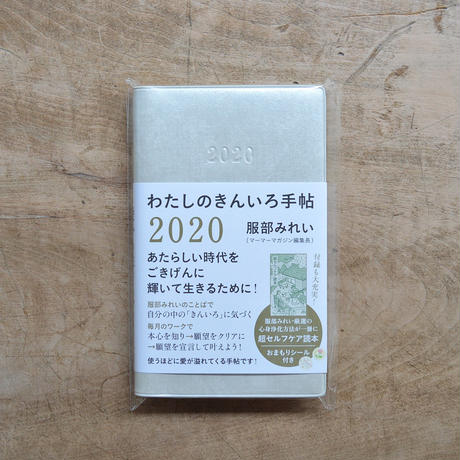 2020
わたしのきんいろ手帖
2020
服部みれい
〔マーマーマガジン編集長〕
あたらしい時代を
ごきげんに
輝いて生きるために！
服部みれいのことばで
自分の中の「きんいろ」に気づく
毎月のワークで
本心を知り→願望をクリアに
→願望を宣言して叶えよう！
使うほどに愛が溢れてくる手帖です！
付録も大充実！
服部みれい厳選の
心身浄化方法が一冊に
超セルフケア読本
おまもりシール
付き